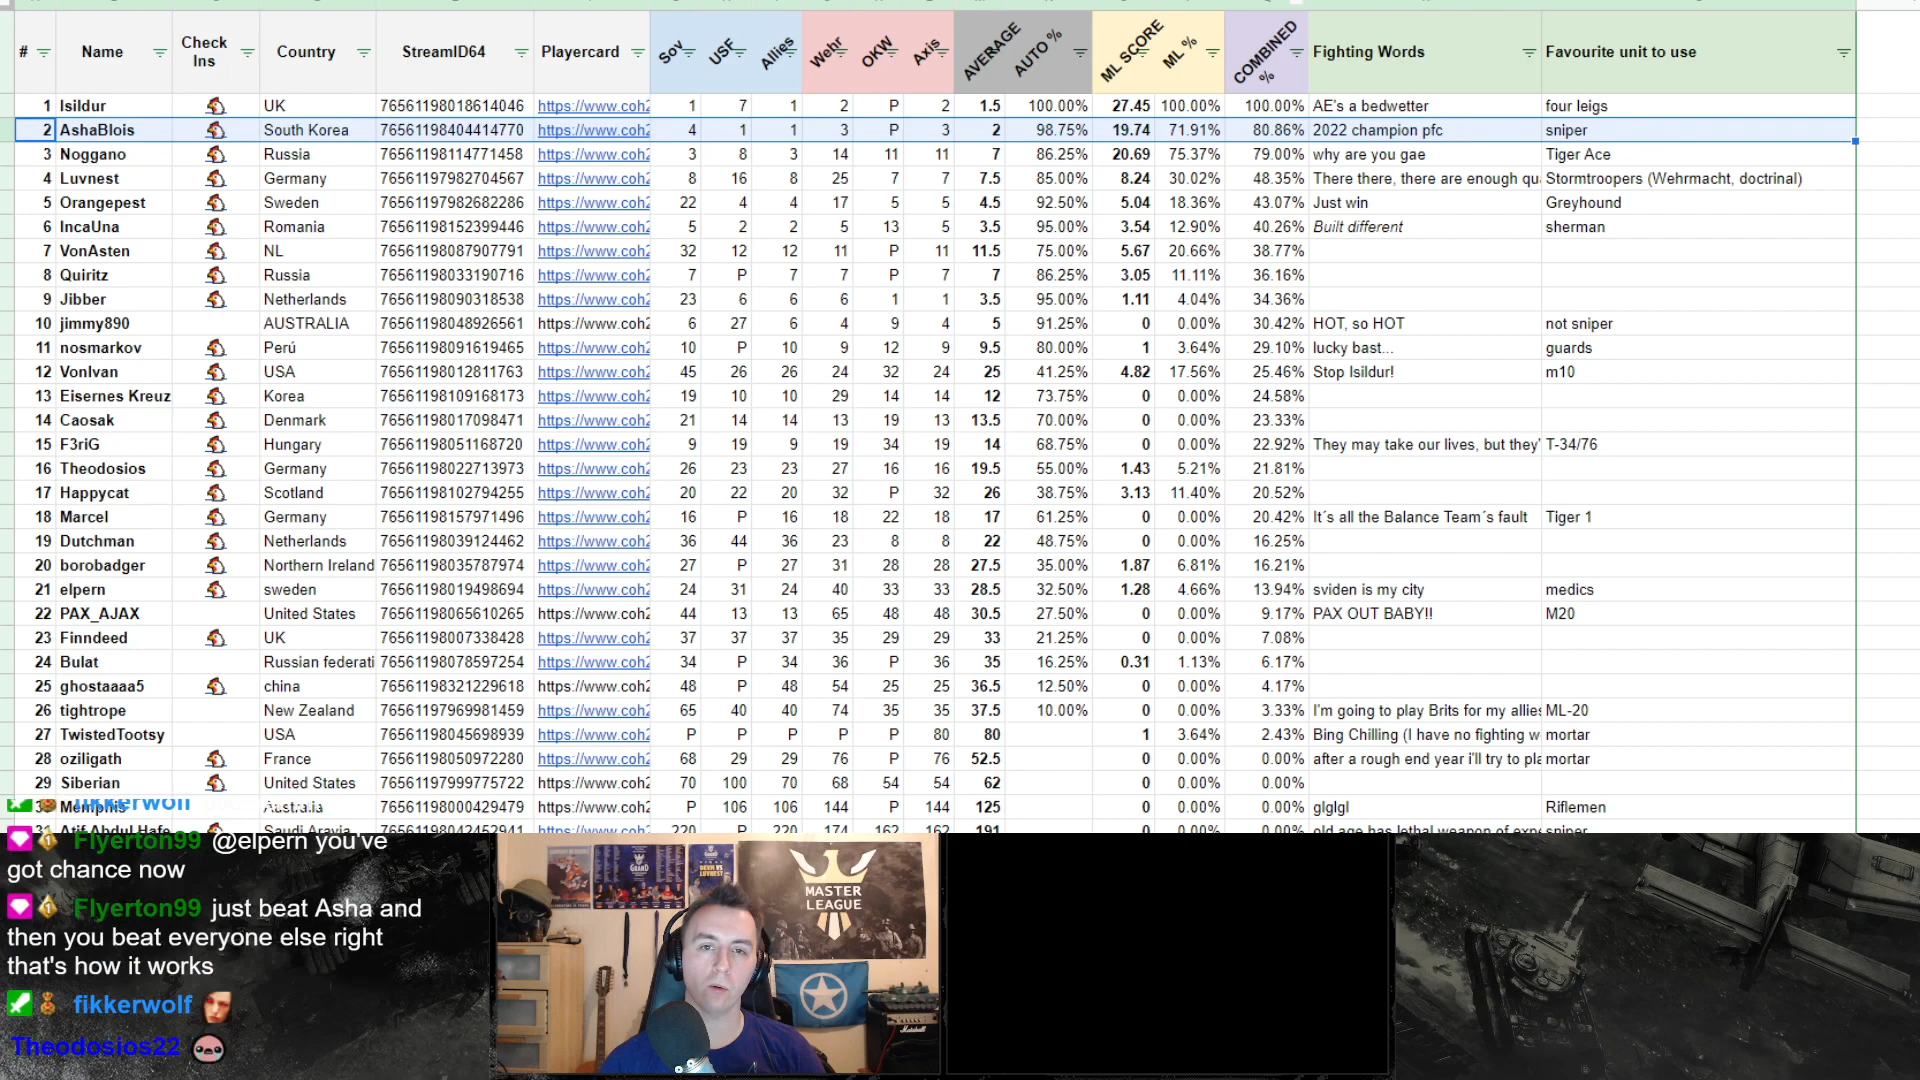 # Name Check Ins Country StreamID64 Playercard Sov USF Allies Wehr OKW Axis AVERAGE AUTO % ML SCORE ML % COMBINED % Fighting Words Favourite unit to use
1 Isildur UK 76561198018614046 https://www.coh2 1 7 1 2 P 2 1.5 100.00% 27.45 100.00% 100.00% AE's a bedwetter four leigs
2 AshaBlois South Korea 76561198404414770 https://www.coh2 4 1 1 3 P 3 2 98.75% 19.74 71.91% 80.86% 2022 champion pfc sniper
3 Noggano Russia 76561198114771458 https://www.coh2 3 8 3 14 11 11 7 86.25% 20.69 75.37% 79.00% why are you gae Tiger Ace
4 Luvnest Germany 76561197982704567 https://www.coh2 8 16 8 25 7 7 7.5 85.00% 8.24 30.02% 48.35% There there, there are enough qu Stormtroopers (Wehrmacht, doctrinal)
5 Orangepest Sweden 76561197982682286 https://www.coh2 22 4 4 17 5 5 4.5 92.50% 5.04 18.36% 43.07% Just win Greyhound
6 IncaUna Romania 76561198152399446 https://www.coh2 5 2 2 5 13 5 3.5 95.00% 3.54 12.90% 40.26% Built different sherman
7 VonAsten NL 76561198087907791 https://www.coh2 32 12 12 11 P 11 11.5 75.00% 5.67 20.66% 38.77%
8 Quiritz Russia 76561198033190716 https://www.coh2 7 P 7 7 P 7 7 86.25% 3.05 11.11% 36.16%
9 Jibber Netherlands 76561198090318538 https://www.coh2 23 6 6 6 1 1 3.5 95.00% 1.11 4.04% 34.36%
10 jimmy890 AUSTRALIA 76561198048926561 https://www.coh2 6 27 6 4 9 4 5 91.25% 0 0.00% 30.42% HOT, so HOT not sniper
11 nosmarkov Perú 76561198091619465 https://www.coh2 10 P 10 9 12 9 9.5 80.00% 1 3.64% 29.10% lucky bast... guards
12 VonIvan USA 76561198012811763 https://www.coh2 45 26 26 24 32 24 25 41.25% 4.82 17.56% 25.46% Stop Isildur! m10
13 Eisernes Kreuz Korea 76561198109168173 https://www.coh2 19 10 10 29 14 14 12 73.75% 0 0.00% 24.58%
14 Caosak Denmark 76561198017098471 https://www.coh2 21 14 14 13 19 13 13.5 70.00% 0 0.00% 23.33%
15 F3riG Hungary 76561198051168720 https://www.coh2 9 19 9 19 34 19 14 68.75% 0 0.00% 22.92% They may take our lives, but they' T-34/76
16 Theodosios Germany 76561198022713973 https://www.coh2 26 23 23 27 16 16 19.5 55.00% 1.43 5.21% 21.81%
17 Happycat Scotland 76561198102794255 https://www.coh2 20 22 20 32 P 32 26 38.75% 3.13 11.40% 20.52%
18 Marcel Germany 76561198157971496 https://www.coh2 16 P 16 18 22 18 17 61.25% 0 0.00% 20.42% It´s all the Balance Team´s fault Tiger 1
19 Dutchman Netherlands 76561198039124462 https://www.coh2 36 44 36 23 8 8 22 48.75% 0 0.00% 16.25%
20 borobadger Northern Ireland 76561198035787974 https://www.coh2 27 P 27 31 28 28 27.5 35.00% 1.87 6.81% 16.21%
21 elpern sweden 76561198019498694 https://www.coh2 24 31 24 40 33 33 28.5 32.50% 1.28 4.66% 13.94% sviden is my city medics
22 PAX_AJAX United States 76561198065610265 https://www.coh2 44 13 13 65 48 48 30.5 27.50% 0 0.00% 9.17% PAX OUT BABY!! M20
23 Finndeed UK 76561198007338428 https://www.coh2 37 37 37 35 29 29 33 21.25% 0 0.00% 7.08%
24 Bulat Russian federati 76561198078597254 https://www.coh2 34 P 34 36 P 36 35 16.25% 0.31 1.13% 6.17%
25 ghostaaaa5 china 76561198321229618 https://www.coh2 48 P 48 54 25 25 36.5 12.50% 0 0.00% 4.17%
26 tightrope New Zealand 76561197969981459 https://www.coh2 65 40 40 74 35 35 37.5 10.00% 0 0.00% 3.33% I'm going to play Brits for my allies ML-20
27 TwistedTootsy USA 76561198045698939 https://www.coh2 P P P P P 80 80 1 3.64% 2.43% Bing Chilling (I have no fighting w mortar
28 oziligath France 76561198050972280 https://www.coh2 68 29 29 76 P 76 52.5 0 0.00% 0.00% after a rough end year i'll try to pla mortar
29 Siberian United States 76561197999775722 https://www.coh2 70 100 70 68 54 54 62 0 0.00% 0.00%
Memphis Australia 76561198000429479 https://www.coh2 P 106 106 144 P 144 125 0 0.00% 0.00% glglgl Riflemen
31 Atif Abdul Hafe Saudi Aravia 76561198042452941 https://www.coh2 220 P 220 174 162 162 191 0 0.00% 0.00% old age has lethal weapon of expe sniper
fikkerwolf
Flyerton99 @elpern you've
got chance now
Flyerton99 just beat Asha and
then you beat everyone else right
that's how it works
fikkerwolf
Theodosios22
GRAND
MASTER
LEAGUE
Marshall